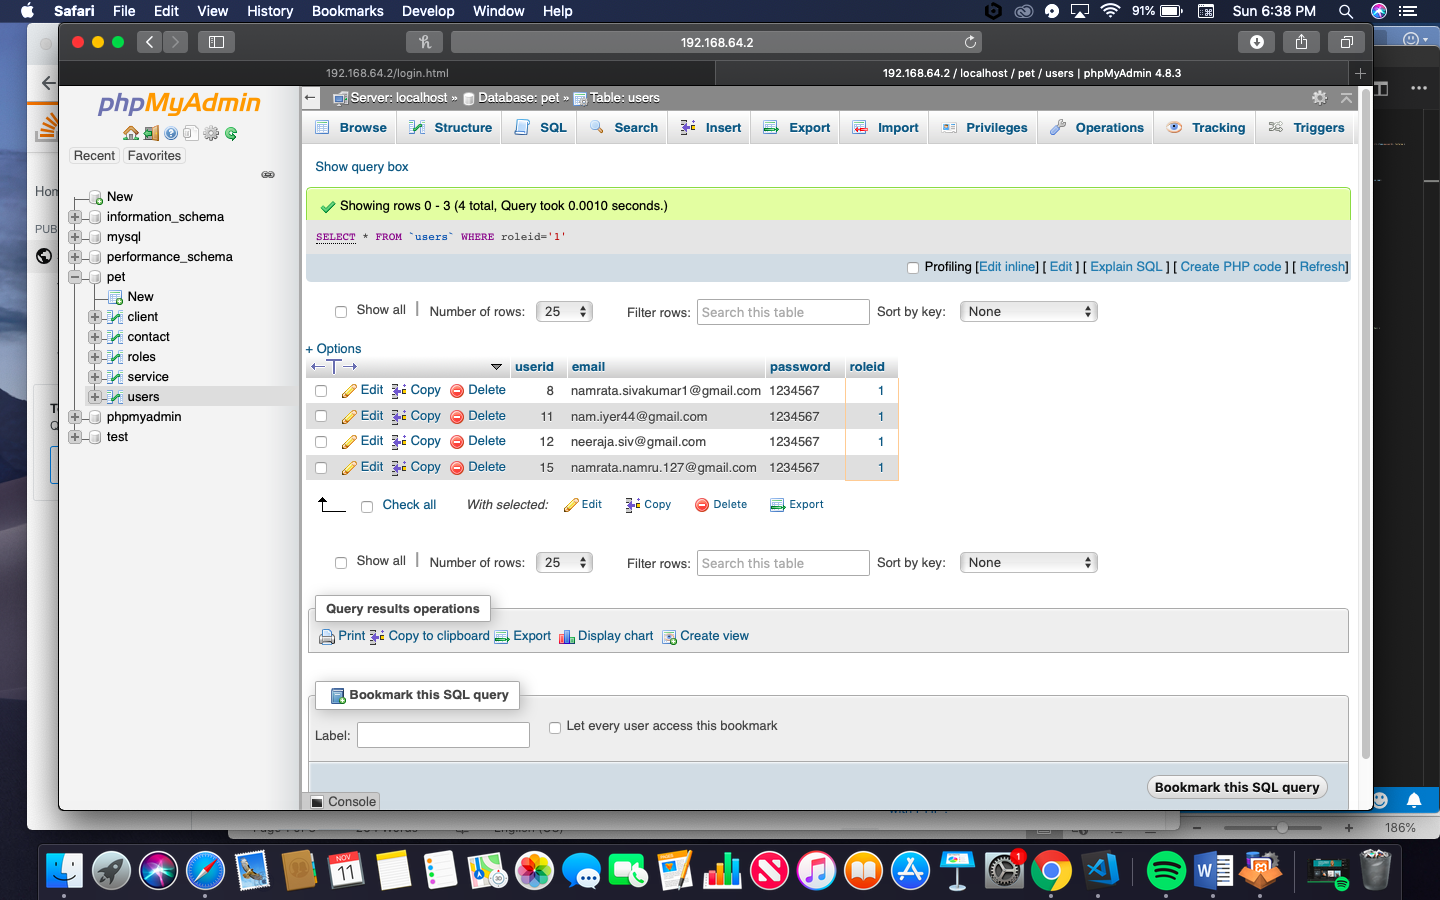 Safari File Edit View History Bookmarks Develop Window Help 91% Sun 6:38 PM
192.168.64.2
192.168.64.2/login.html
192.168.64.2 / localhost / pet / users | phpMyAdmin 4.8.3
phpMyAdmin
Recent Favorites
New
information_schema
mysql
performance_schema
pet
New
client
contact
roles
service
users
phpmyadmin
test
Server: localhost » Database: pet » Table: users
Browse Structure SQL Search Insert Export Import Privileges Operations Tracking Triggers
Show query box
Showing rows 0 - 3 (4 total, Query took 0.0010 seconds.)
SELECT * FROM `users` WHERE roleid='1'
Profiling [Edit inline] [ Edit ] [ Explain SQL ] [ Create PHP code ] [ Refresh]
Show all | Number of rows: 25 Filter rows: Search this table Sort by key: None
+ Options
userid email password roleid
Edit Copy Delete 8 namrata.sivakumar1@gmail.com 1234567 1
Edit Copy Delete 11 nam.iyer44@gmail.com 1234567 1
Edit Copy Delete 12 neeraja.siv@gmail.com 1234567 1
Edit Copy Delete 15 namrata.namru.127@gmail.com 1234567 1
Check all With selected: Edit Copy Delete Export
Show all | Number of rows: 25 Filter rows: Search this table Sort by key: None
Query results operations
Print Copy to clipboard Export Display chart Create view
Bookmark this SQL query
Label: Let every user access this bookmark
Bookmark this SQL query
Console
186%
NOV
11
1